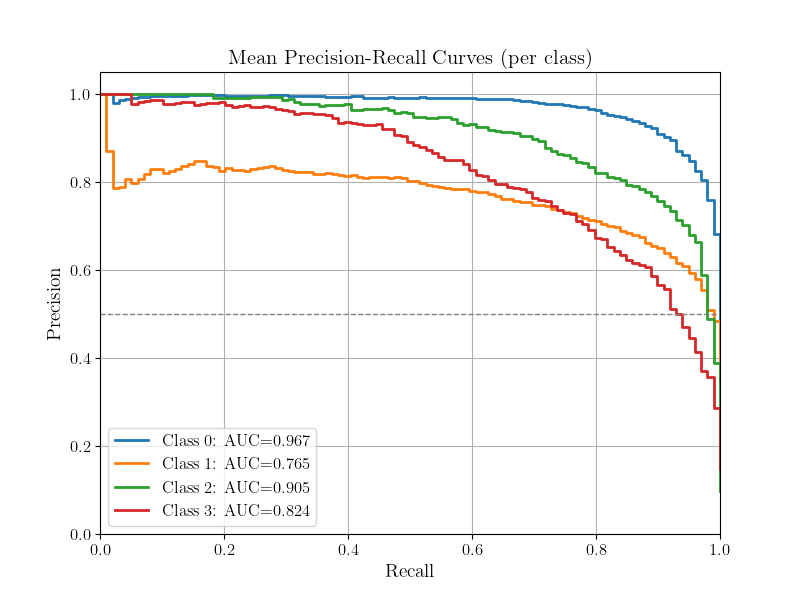 Mean Precision-Recall Curves (per class)
1.0
0.8
0.6
0.4
0.2
0.0
Precision
Class 0: AUC=0.967
Class 1: AUC=0.765
Class 2: AUC=0.905
Class 3: AUC=0.824
0.0 0.2 0.4 0.6 0.8 1.0
Recall